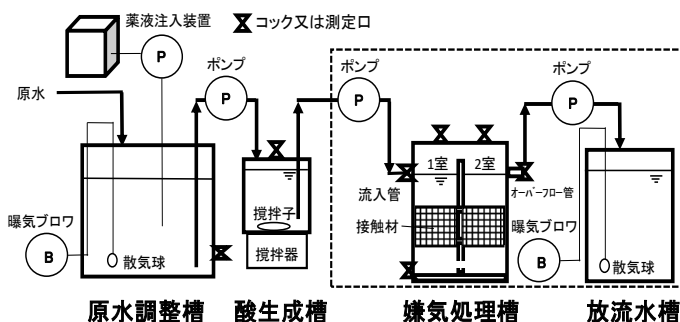 薬液注入装置
コック又は測定口
P
ポンプ
ポンプ
ポンプ
原水
P
P
P
1室
2室
流入管
オーバーフロー管
曝気ブロワ
撹拌子
接触材
曝気ブロワ
B
散気球
撹拌器
B
散気球
原水調整槽
酸生成槽
嫌気処理槽
放流水槽